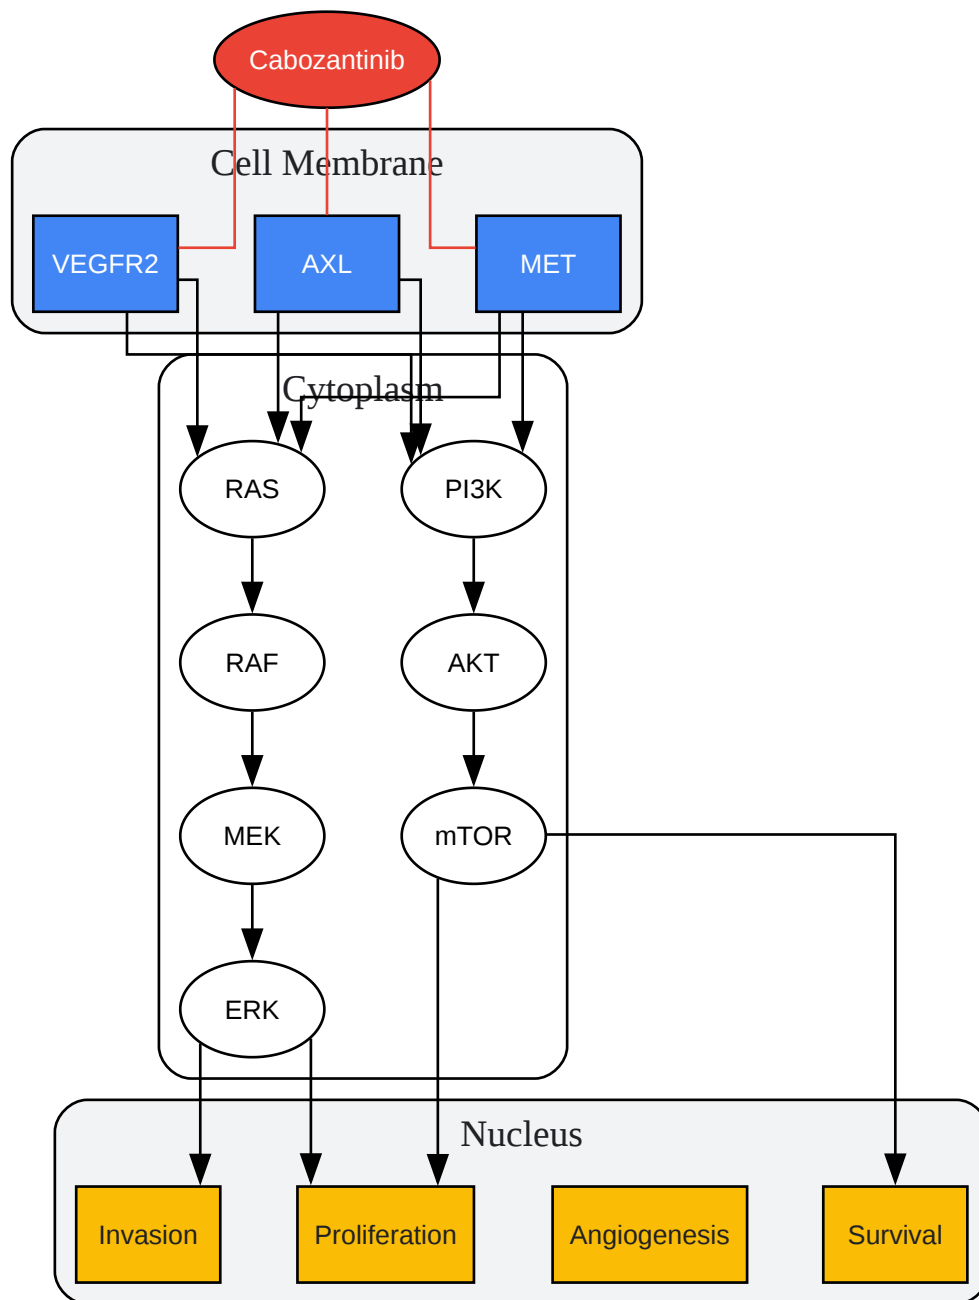 Cabozantinib
Cell Membrane
VEGFR2
AXL
MET
Cytoplasm
RAS
PI3K
RAF
AKT
MEK
mTOR
ERK
Nucleus
Invasion
Proliferation
Angiogenesis
Survival